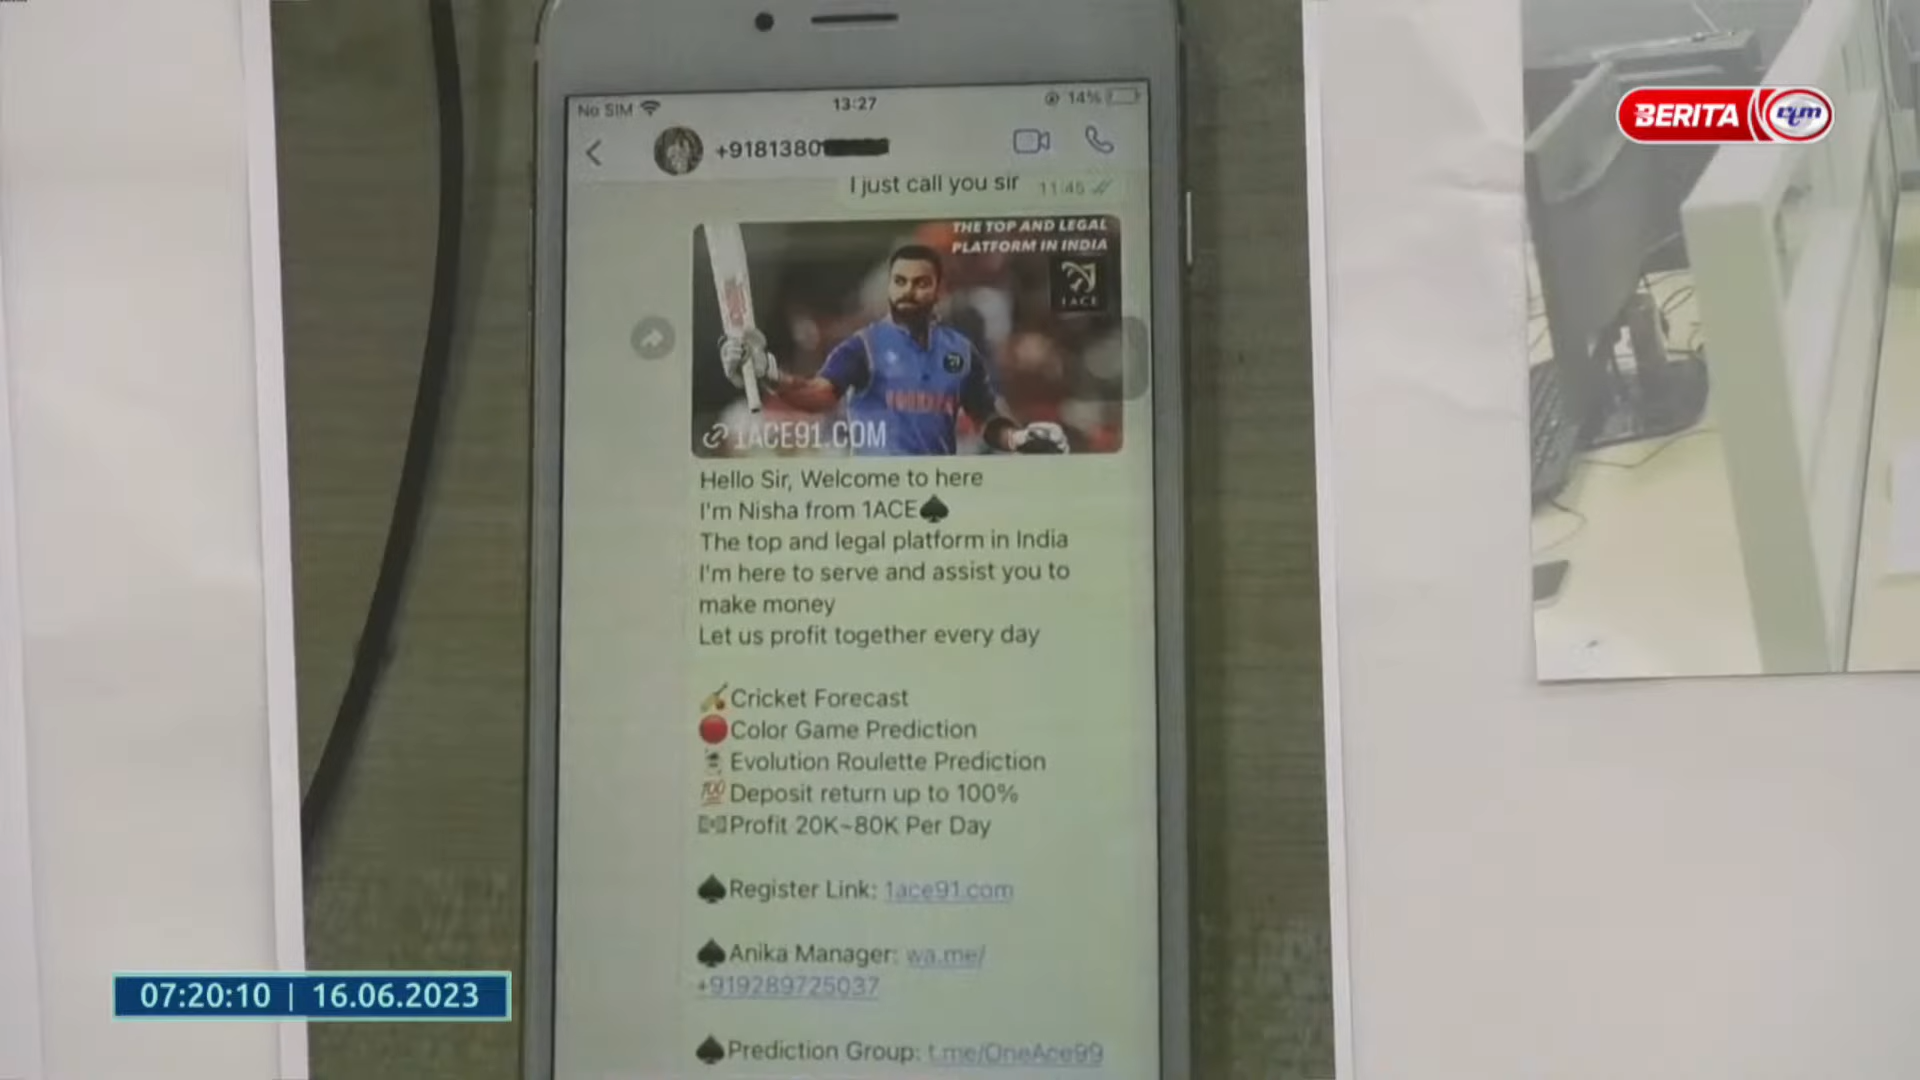 BERITA rtm
No SIM 13:27 14%
+9181380
I just call you sir 11:45
THE TOP AND LEGAL
PLATFORM IN INDIA
1ACE
INDIA
1ACE91.COM
Hello Sir, Welcome to here
I'm Nisha from 1ACE♠
The top and legal platform in India
I'm here to serve and assist you to
make money
Let us profit together every day
🏏Cricket Forecast
🔴Color Game Prediction
Evolution Roulette Prediction
💯Deposit return up to 100%
💵Profit 20K~80K Per Day
♠Register Link: 1ace91.com
♠Anika Manager: wa.me/
+919289725037
♠Prediction Group: t.me/OneAce99
07:20:10 | 16.06.2023